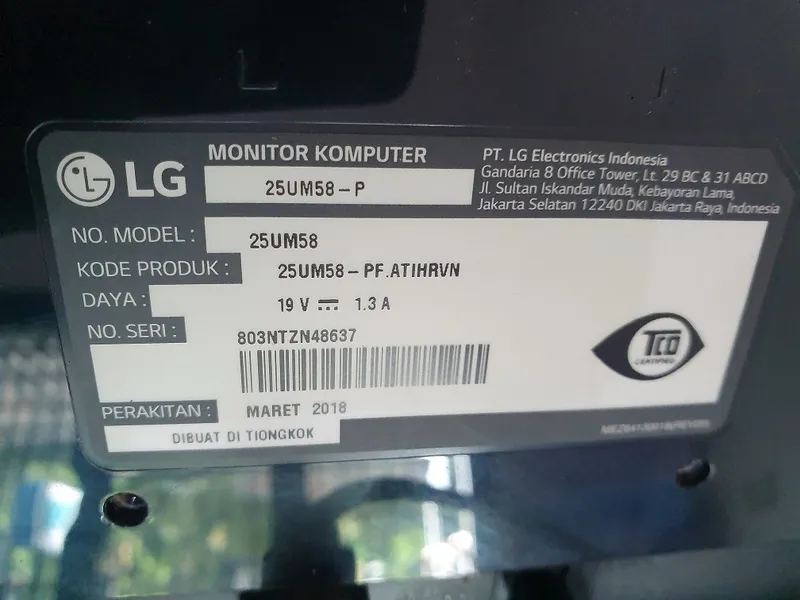 LG
MONITOR KOMPUTER
25UM58-P
PT. LG Electronics Indonesia
Gandaria 8 Office Tower, Lt. 29 BC & 31 ABCD
Jl. Sultan Iskandar Muda, Kebayoran Lama,
Jakarta Selatan 12240 DKI Jakarta Raya, Indonesia
NO. MODEL : 25UM58
KODE PRODUK : 25UM58-PF.ATIHRVN
DAYA : 19 V ⎓ 1.3 A
NO. SERI : 803NTZN48637
TCO
CERTIFIED
PERAKITAN : MARET 2018
DIBUAT DI TIONGKOK